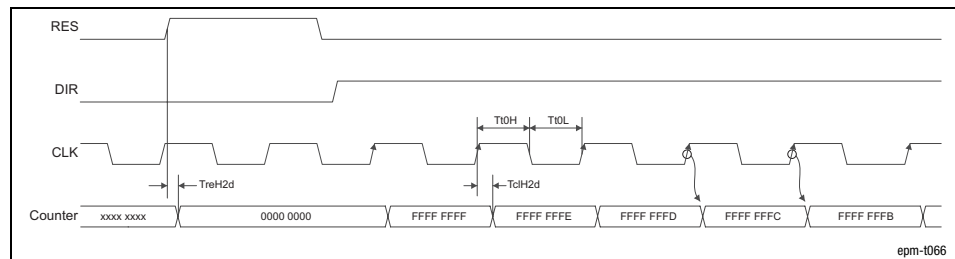 RES
DIR
Tt0H Tt0L
CLK
TreH2d TclH2d
Counter xxxx xxxx 0000 0000 FFFF FFFF FFFF FFFE FFFF FFFD FFFF FFFC FFFF FFFB
epm-t066